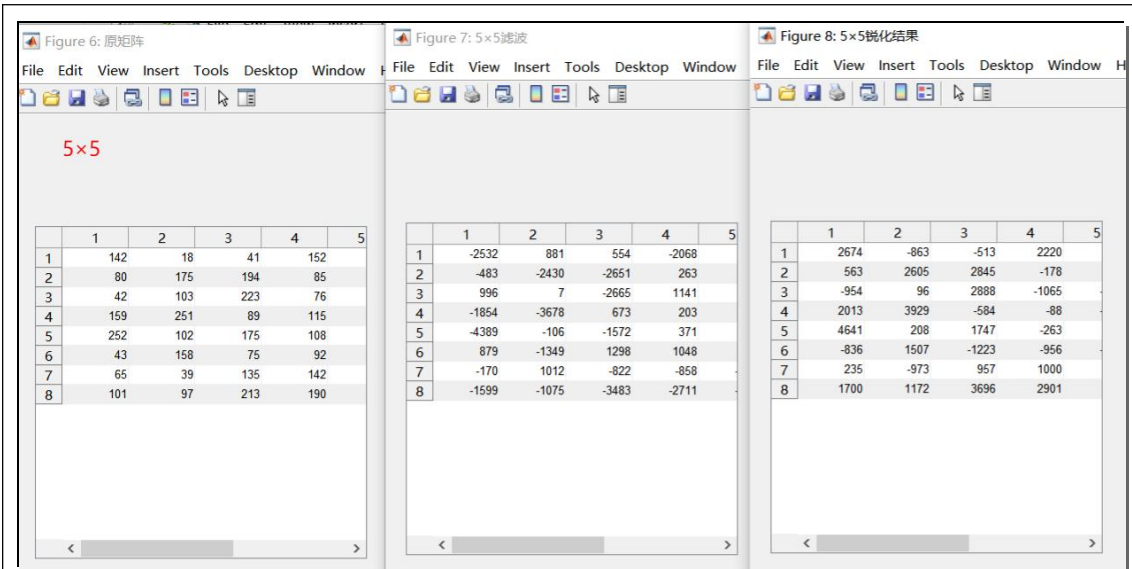 Figure 6: 原矩阵
File Edit View Insert Tools Desktop Window H
5×5
1 2 3 4 5
1 142 18 41 152
2 80 175 194 85
3 42 103 223 76
4 159 251 89 115
5 252 102 175 108
6 43 158 75 92
7 65 39 135 142
8 101 97 213 190
Figure 7: 5×5滤波
File Edit View Insert Tools Desktop Window
1 2 3 4 5
1 -2532 881 554 -2068
2 -483 -2430 -2651 263
3 996 7 -2665 1141
4 -1854 -3678 673 203
5 -4389 -106 -1572 371
6 879 -1349 1298 1048
7 -170 1012 -822 -858
8 -1599 -1075 -3483 -2711
Figure 8: 5×5锐化结果
File Edit View Insert Tools Desktop Window H
1 2 3 4 5
1 2674 -863 -513 2220
2 563 2605 2845 -178
3 -954 96 2888 -1065
4 2013 3929 -584 -88
5 4641 208 1747 -263
6 -836 1507 -1223 -956
7 235 -973 957 1000
8 1700 1172 3696 2901